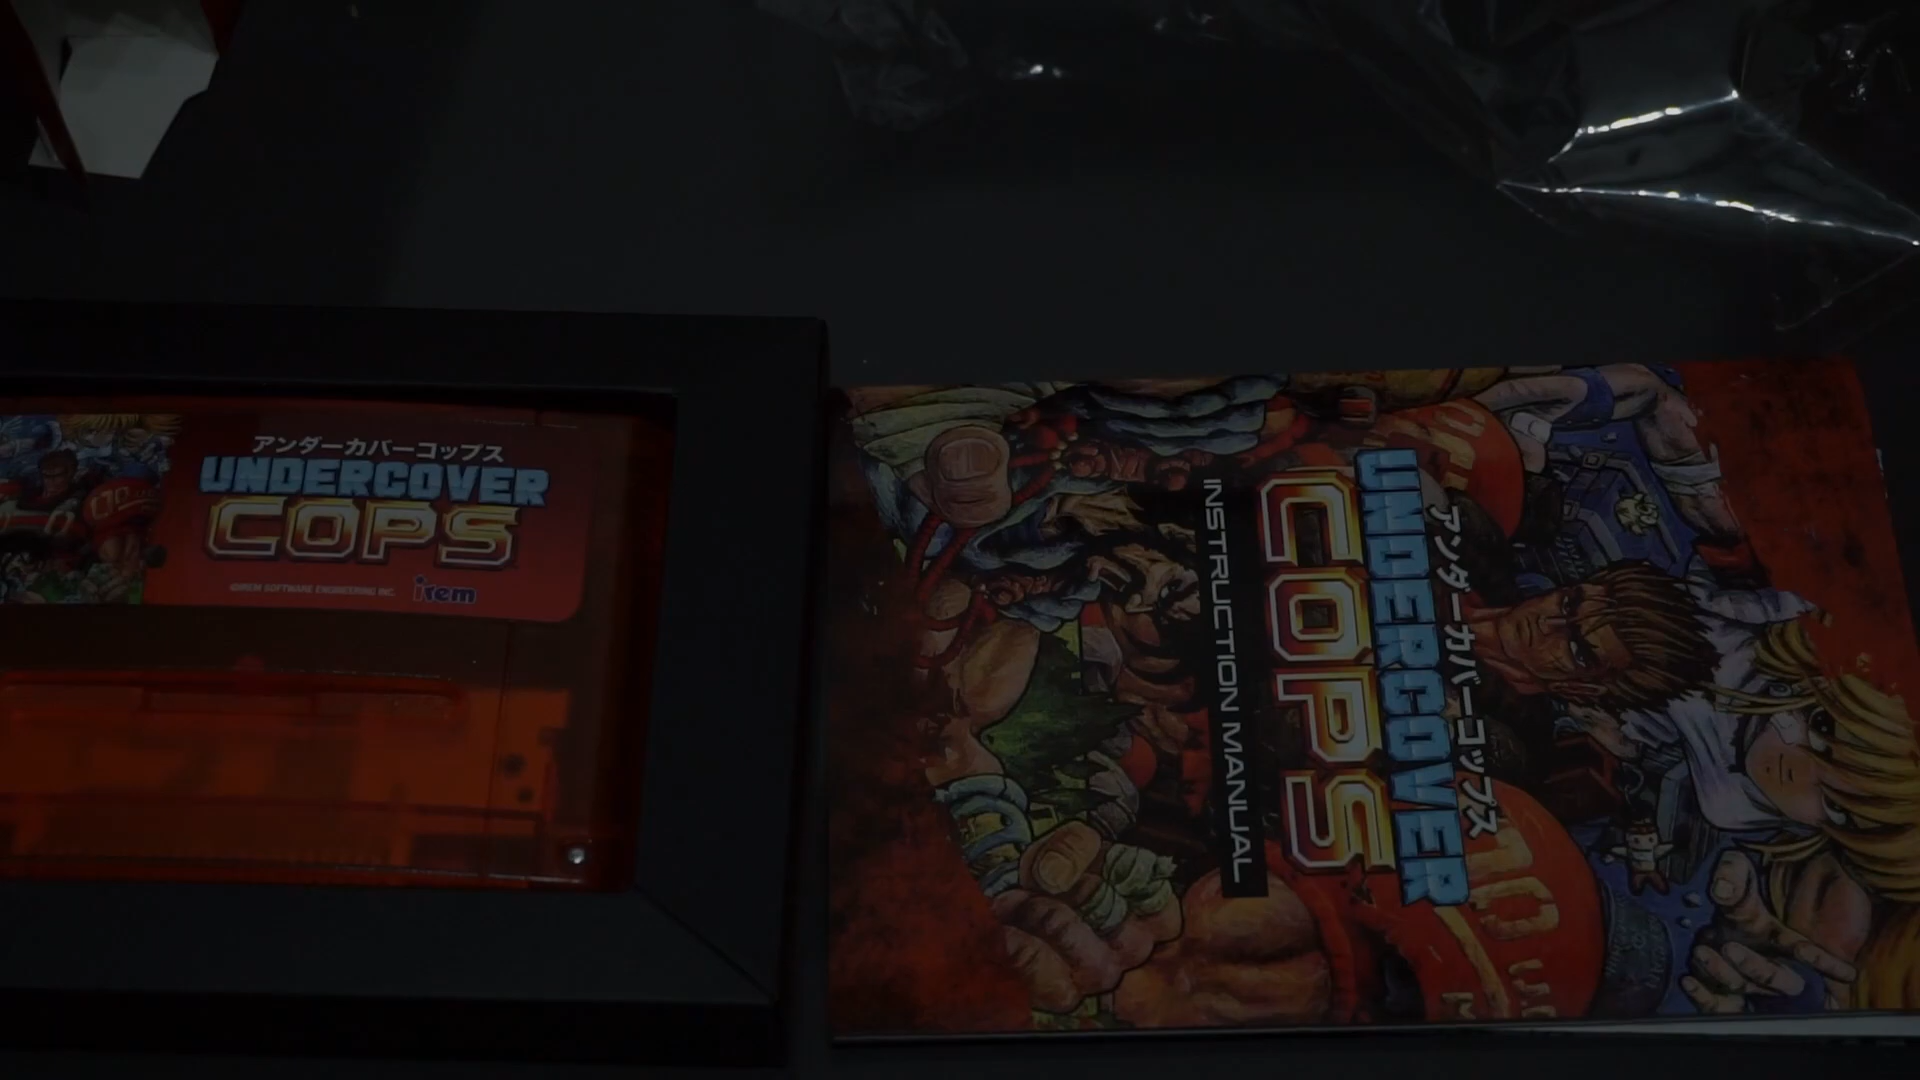 アンダーカバーコップス
UNDERCOVER
COPS
©IREM SOFTWARE ENGINEERING INC.
irem
アンダーカバーコップス
UNDERCOVER
COPS
INSTRUCTION MANUAL